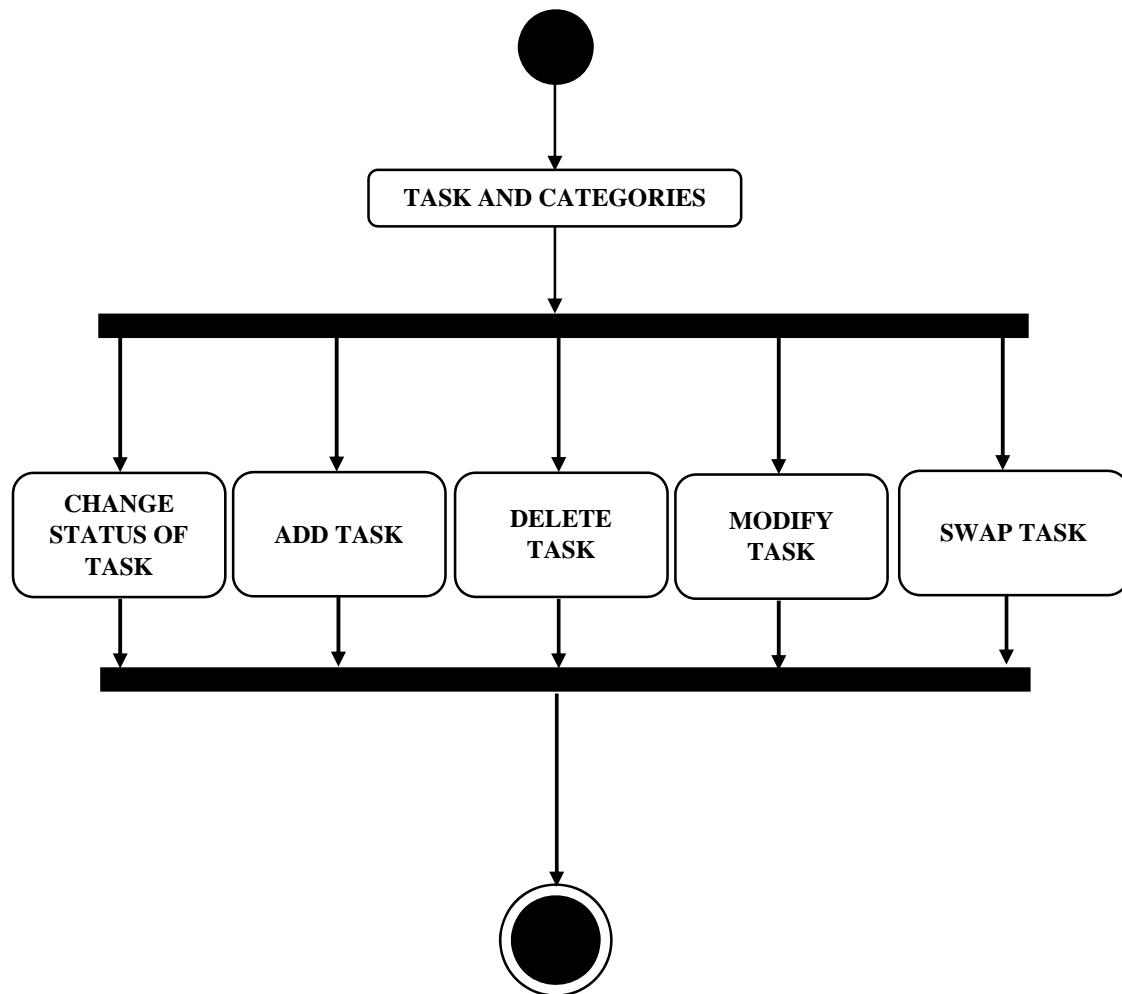 TASK AND CATEGORIES
CHANGE
STATUS OF
TASK
ADD TASK
DELETE
TASK
MODIFY
TASK
SWAP TASK